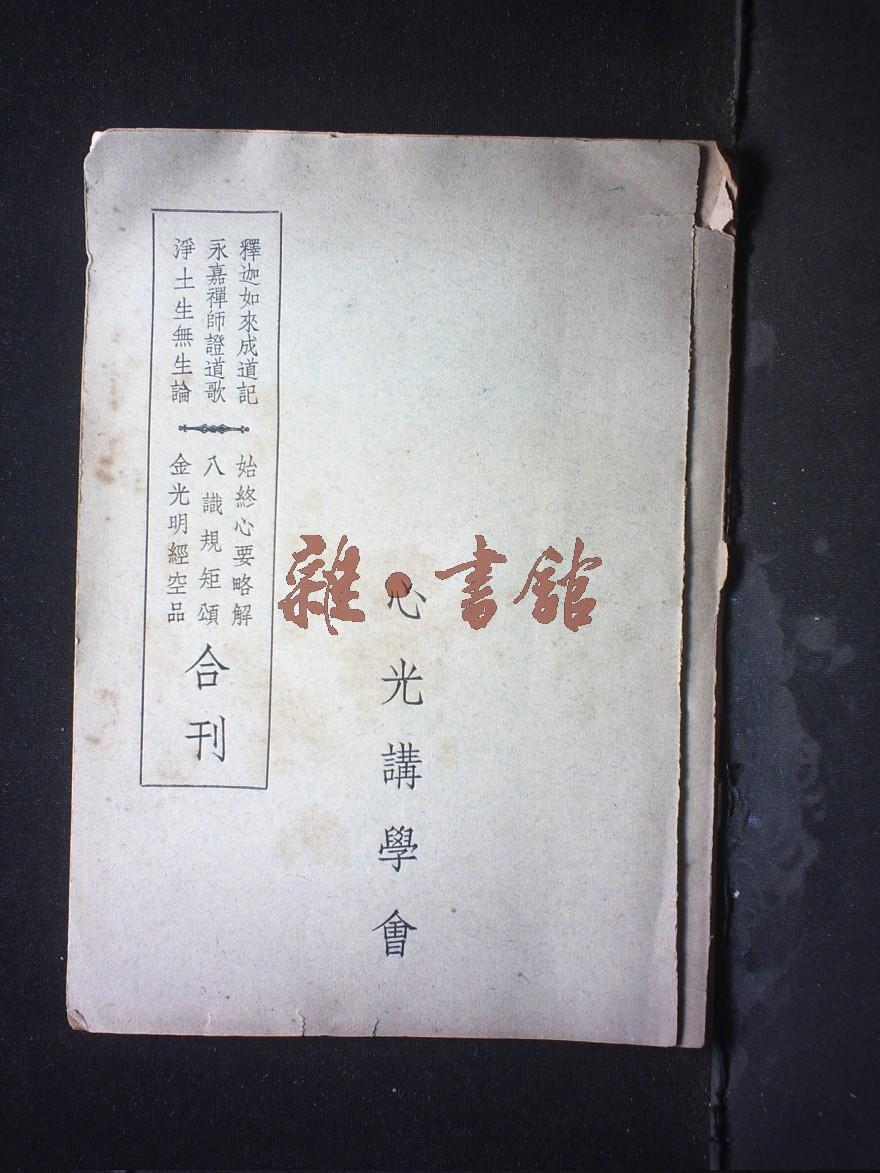 釋迦如來成道記
永嘉禪師證道歌
淨土生無生論
始終心要略解
八識規矩頌
金光明經空品
合刊
心光講學會
雜·書館